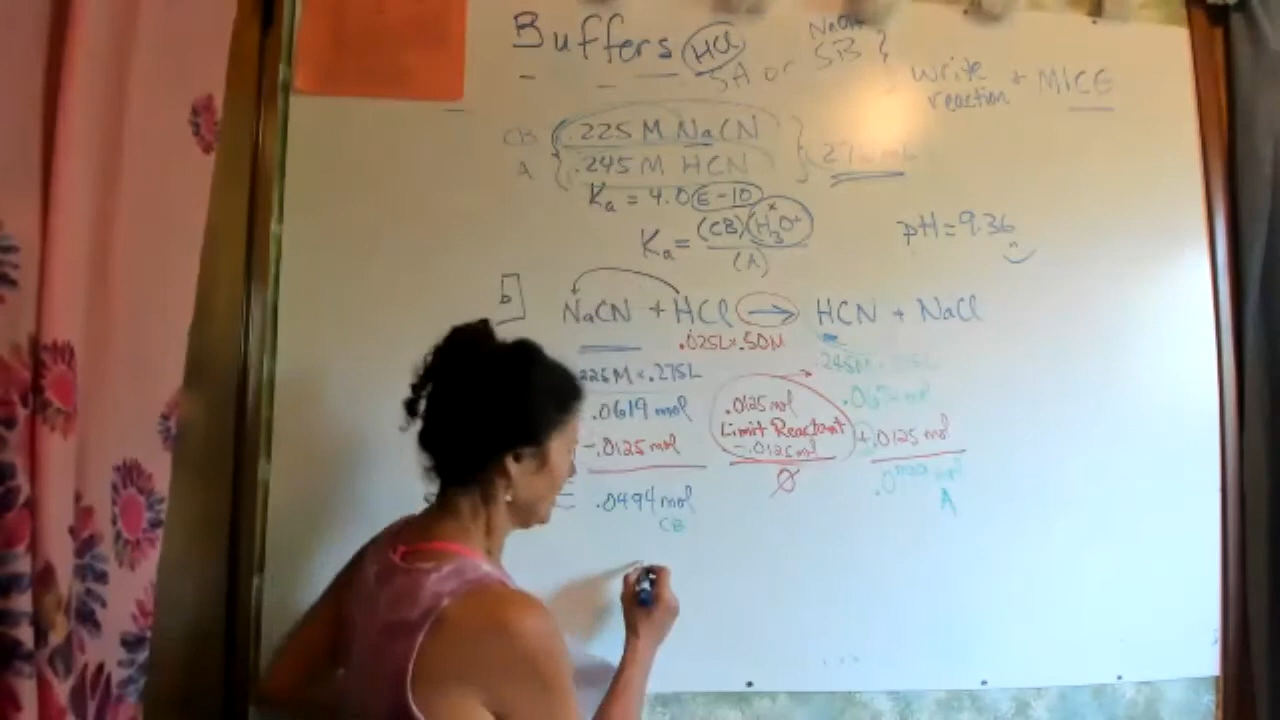 Buffers HCl
SA or
NaOH
SB
write
reaction + MICE
CB .225 M NaCN
A .245 M HCN
Ka = 4.0 E-10
Ka = (CB)(H3O+)
x
(A)
pH = 9.36
b] NaCN + HCl → HCN + NaCl
.025L × .50M
.225M × .275L
.245M × .275L
.0619 mol
.0125 mol
Limit Reactant
-.0125 mol
-.0125 mol
+.0125 mol
= .0494 mol
CB
Ø
A